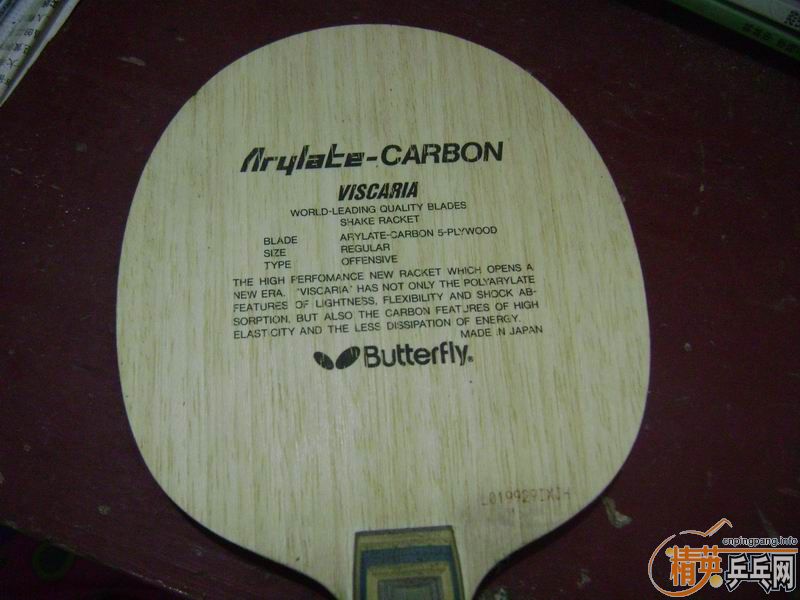 Arylate-CARBON
VISCARIA
WORLD-LEADING QUALITY BLADES
SHAKE RACKET
BLADE ARYLATE-CARBON 5-PLYWOOD
SIZE REGULAR
TYPE OFFENSIVE
THE HIGH PERFOMANCE NEW RACKET WHICH OPENS A
NEW ERA. "VISCARIA" HAS NOT ONLY THE POLYARYLATE
FEATURES OF LIGHTNESS, FLEXIBILITY AND SHOCK AB-
SORPTION, BUT ALSO THE CARBON FEATURES OF HIGH
ELASTICITY AND THE LESS DISSIPATION OF ENERGY.
MADE IN JAPAN
Butterfly®
cnpingpang.info
精英乒乓网